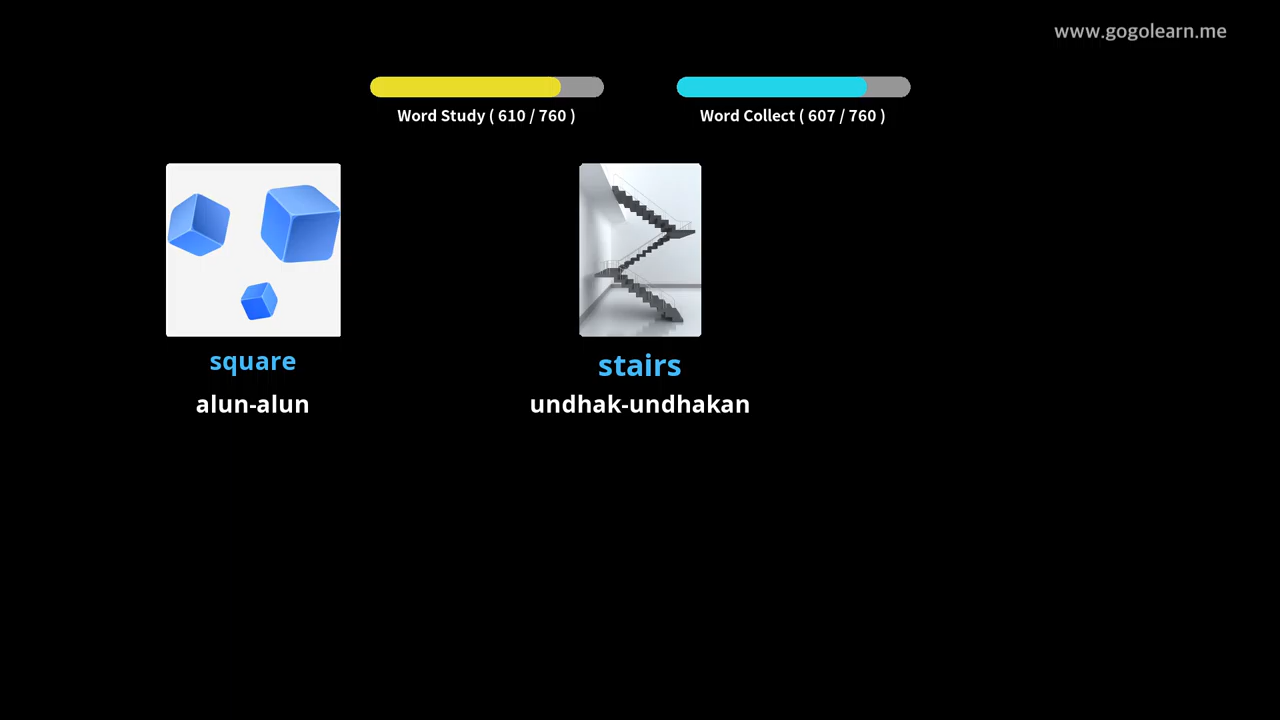 www.gogolearn.me
Word Study ( 610 / 760 )
Word Collect ( 607 / 760 )
square
alun-alun
stairs
undhak-undhakan